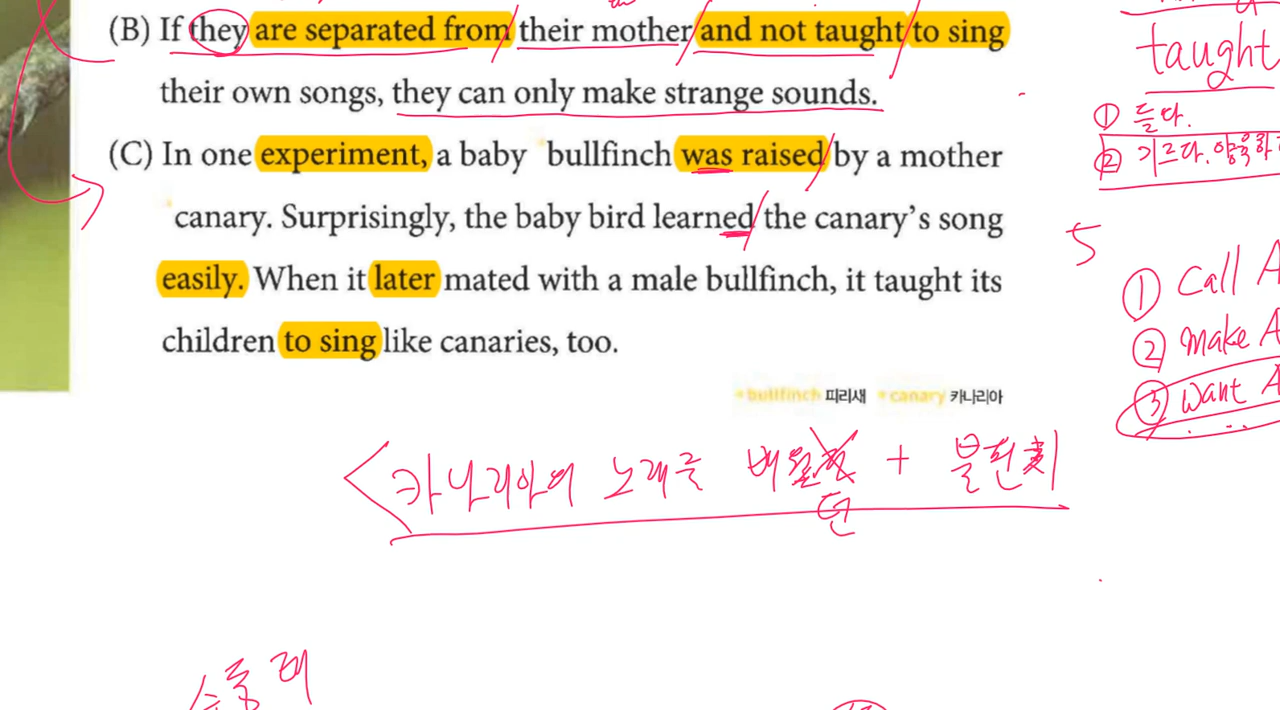 (B) If they are separated from their mother and not taught to sing
their own songs, they can only make strange sounds.
(C) In one experiment, a baby bullfinch was raised by a mother
canary. Surprisingly, the baby bird learned the canary's song
easily. When it later mated with a male bullfinch, it taught its
children to sing like canaries, too.
*bullfinch 피리새 *canary 카나리아
카나리아의 노래를 배운 + 불핀치
taught
① 들다.
② 기르다. 양육하
5
① Call A
② Make A
③ Want A